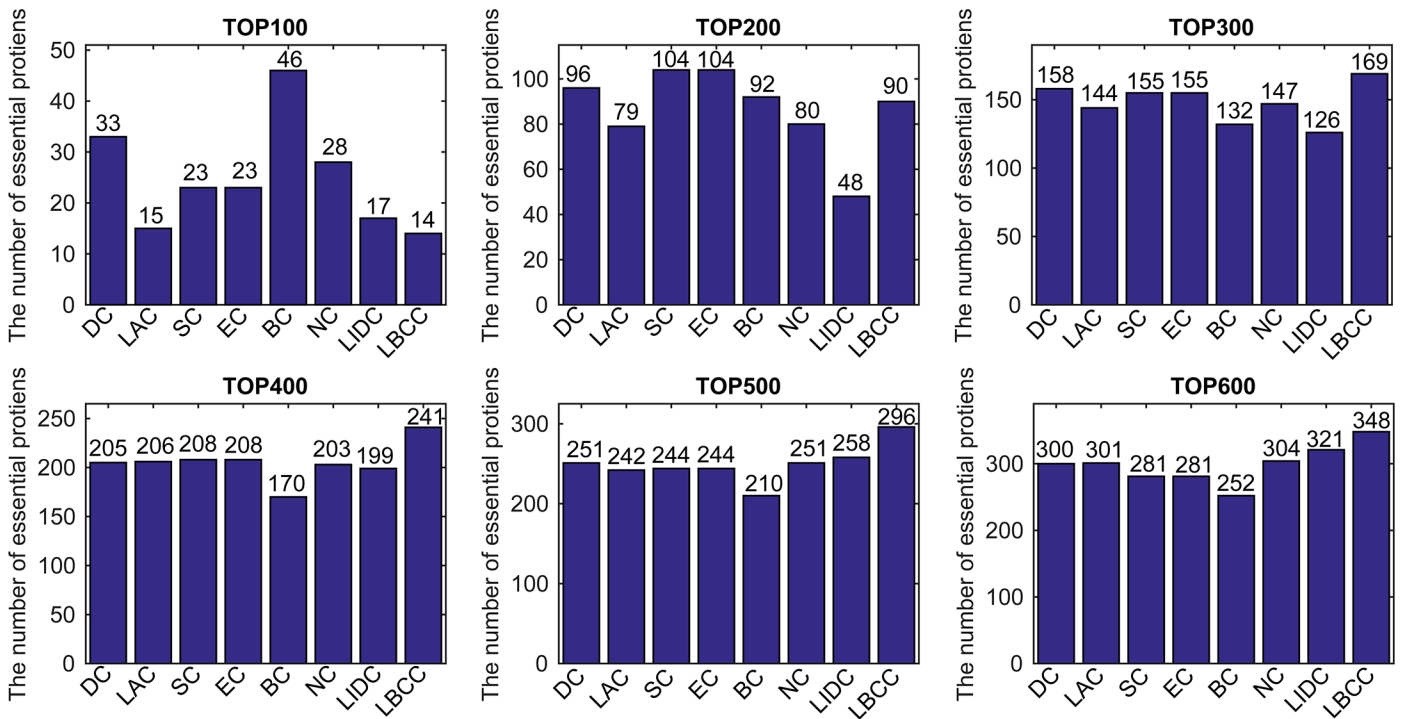 TOP100
The number of essential protiens
50
40
30
20
10
0
33
15
23
23
46
28
17
14
DC
LAC
SC
EC
BC
NC
LIDC
LBCC
TOP200
The number of essential protiens
100
80
60
40
20
0
96
79
104
104
92
80
48
90
DC
LAC
SC
EC
BC
NC
LIDC
LBCC
TOP300
The number of essential protiens
150
100
50
0
158
144
155
155
132
147
126
169
DC
LAC
SC
EC
BC
NC
LIDC
LBCC
TOP400
The number of essential protiens
250
200
150
100
50
0
205
206
208
208
170
203
199
241
DC
LAC
SC
EC
BC
NC
LIDC
LBCC
TOP500
The number of essential protiens
300
200
100
0
251
242
244
244
210
251
258
296
DC
LAC
SC
EC
BC
NC
LIDC
LBCC
TOP600
The number of essential protiens
300
200
100
0
300
301
281
281
252
304
321
348
DC
LAC
SC
EC
BC
NC
LIDC
LBCC